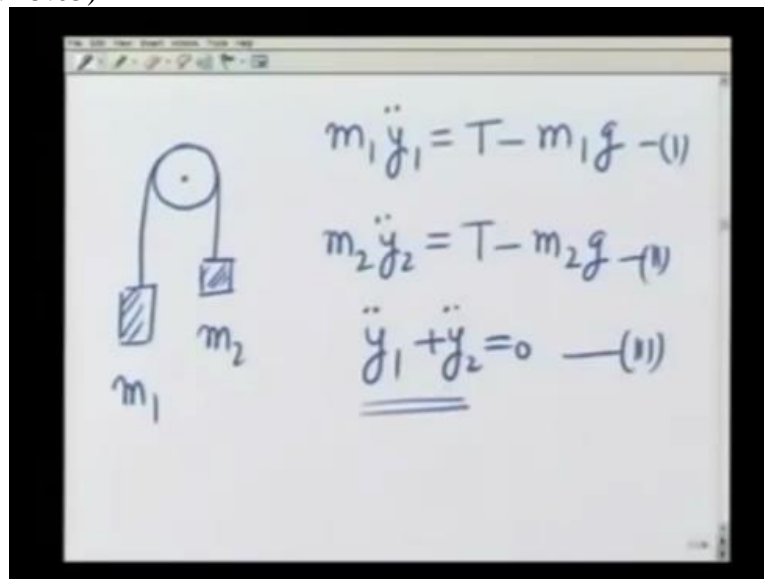 m₁ÿ₁ = T – m₁g –(I)
m₂ÿ₂ = T – m₂g –(II)
ÿ₁ + ÿ₂ = 0 —(III)
m₂
m₁